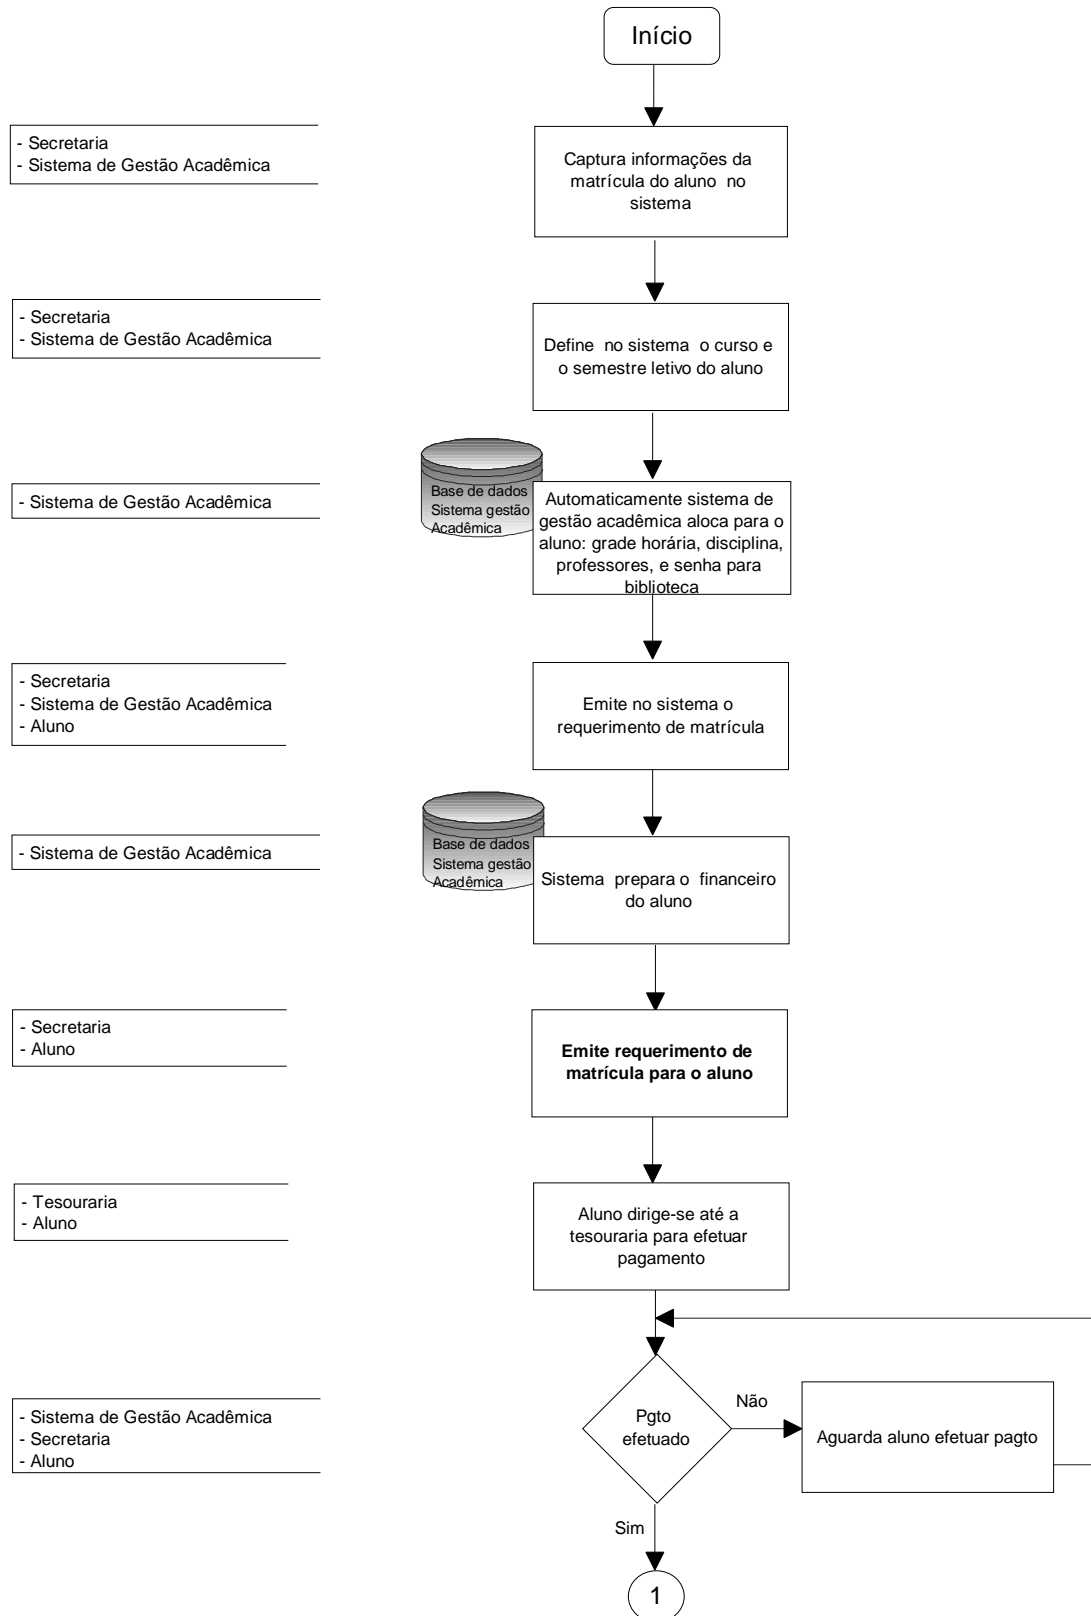 Início
- Secretaria
- Sistema de Gestão Acadêmica
Captura informações da
matrícula do aluno no
sistema
- Secretaria
- Sistema de Gestão Acadêmica
Define no sistema o curso e
o semestre letivo do aluno
- Sistema de Gestão Acadêmica
Base de dados
Sistema gestão
Acadêmica
Automaticamente sistema de
gestão acadêmica aloca para o
aluno: grade horária, disciplina,
professores, e senha para
biblioteca
- Secretaria
- Sistema de Gestão Acadêmica
- Aluno
Emite no sistema o
requerimento de matrícula
- Sistema de Gestão Acadêmica
Base de dados
Sistema gestão
Acadêmica
Sistema prepara o financeiro
do aluno
- Secretaria
- Aluno
Emite requerimento de
matrícula para o aluno
- Tesouraria
- Aluno
Aluno dirige-se até a
tesouraria para efetuar
pagamento
- Sistema de Gestão Acadêmica
- Secretaria
- Aluno
Pgto
efetuado
Não
Aguarda aluno efetuar pagto
Sim
1